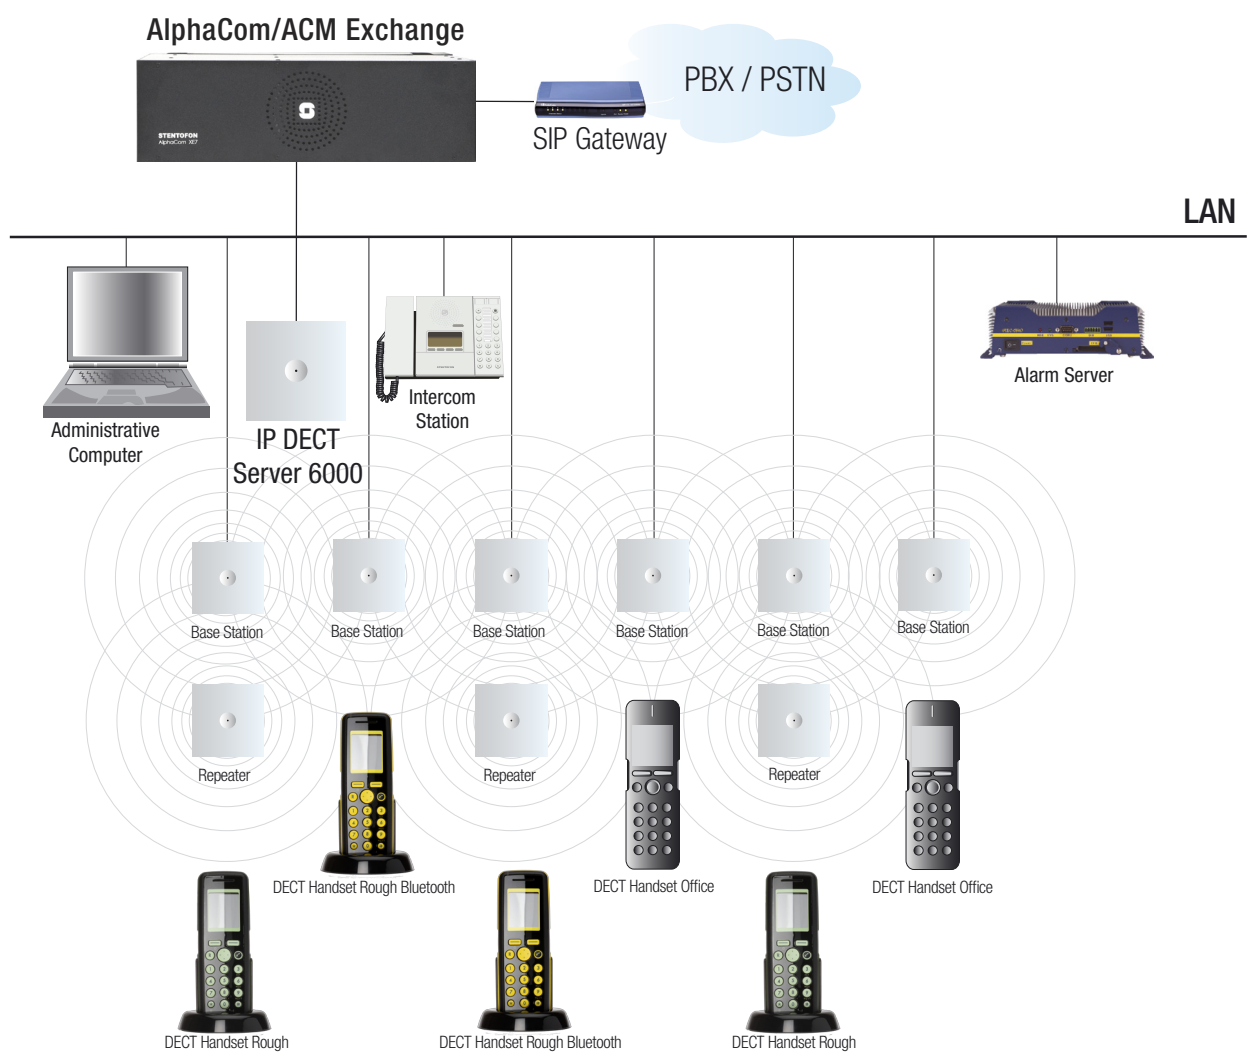 AlphaCom/ACM Exchange
STENTOFON
AlphaCom XE7
PBX / PSTN
SIP Gateway
LAN
Administrative
Computer
IP DECT
Server 6000
Intercom
Station
Alarm Server
Base Station
Base Station
Base Station
Base Station
Base Station
Base Station
Repeater
Repeater
Repeater
DECT Handset Rough Bluetooth
DECT Handset Office
DECT Handset Office
DECT Handset Rough
DECT Handset Rough Bluetooth
DECT Handset Rough